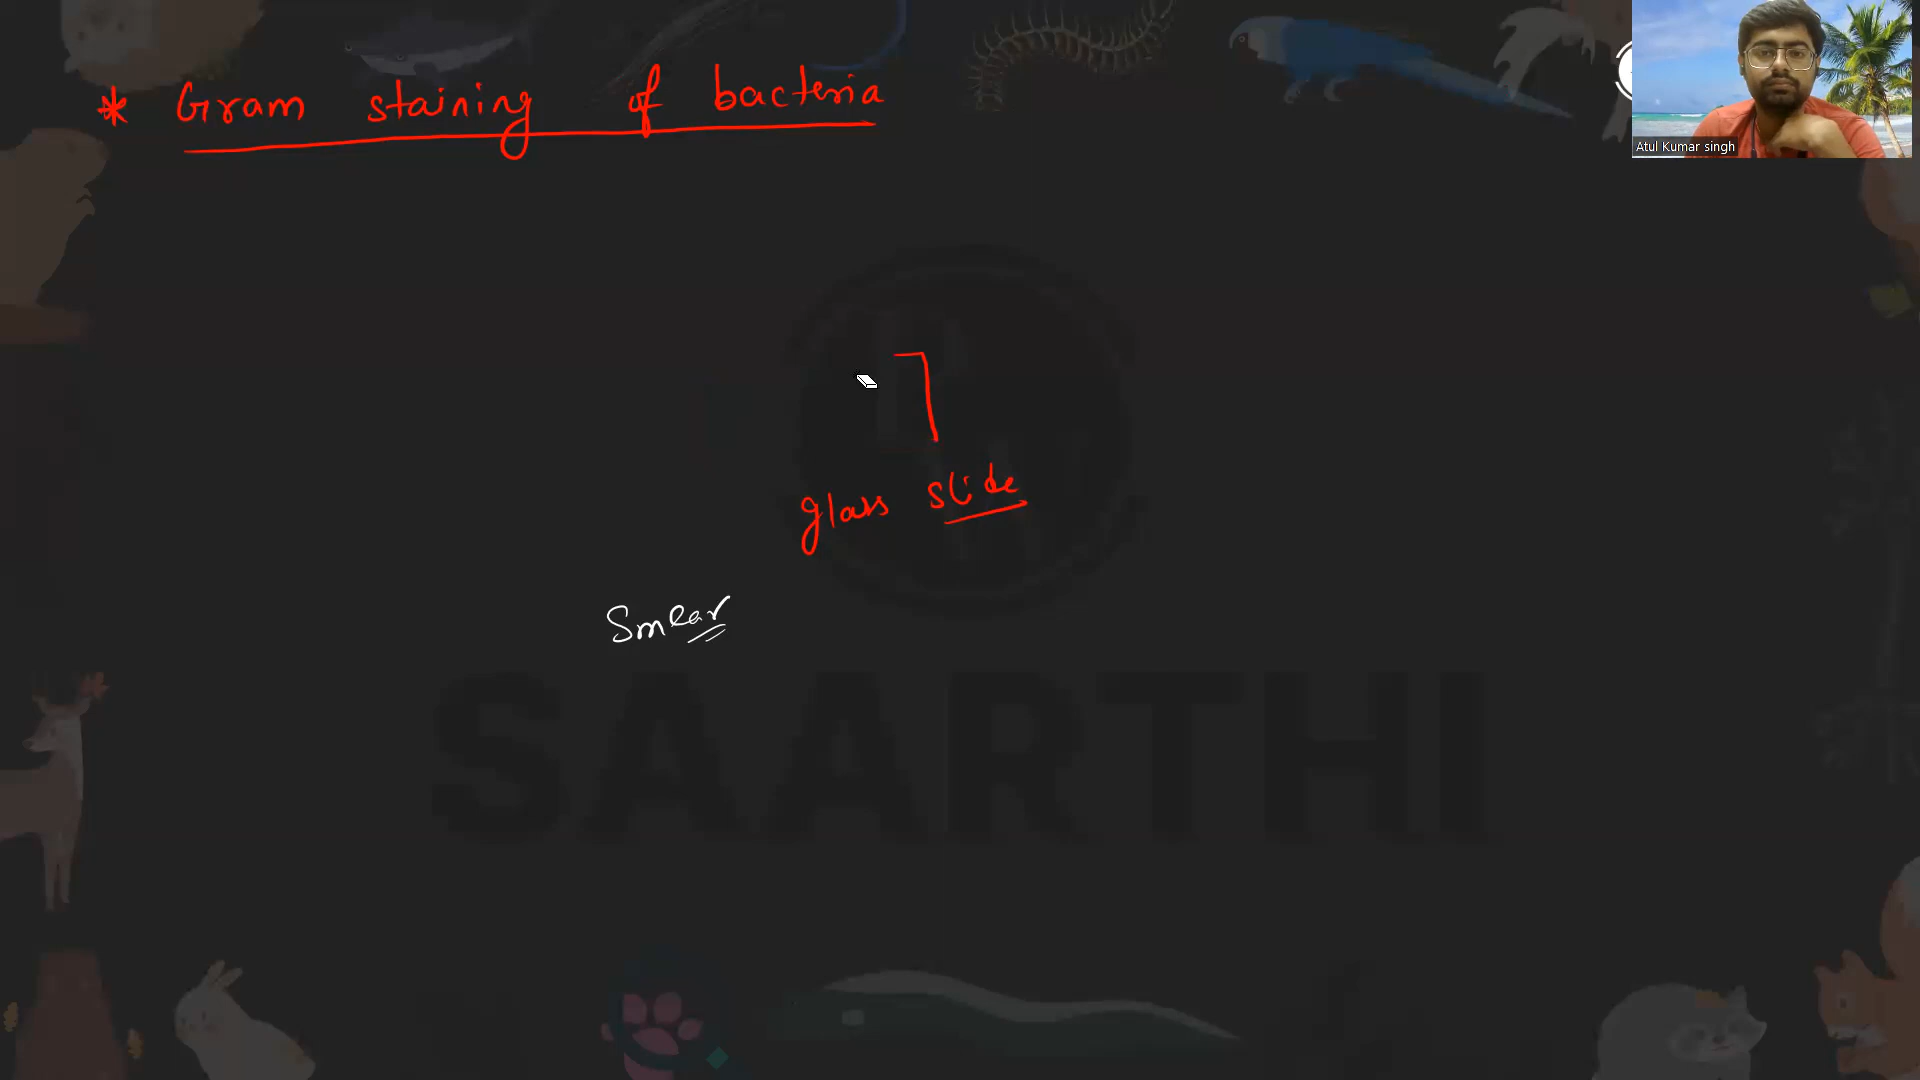 Atul Kumar singh
* Gram staining of bacteria
glass slide
Smear
SAARTHI